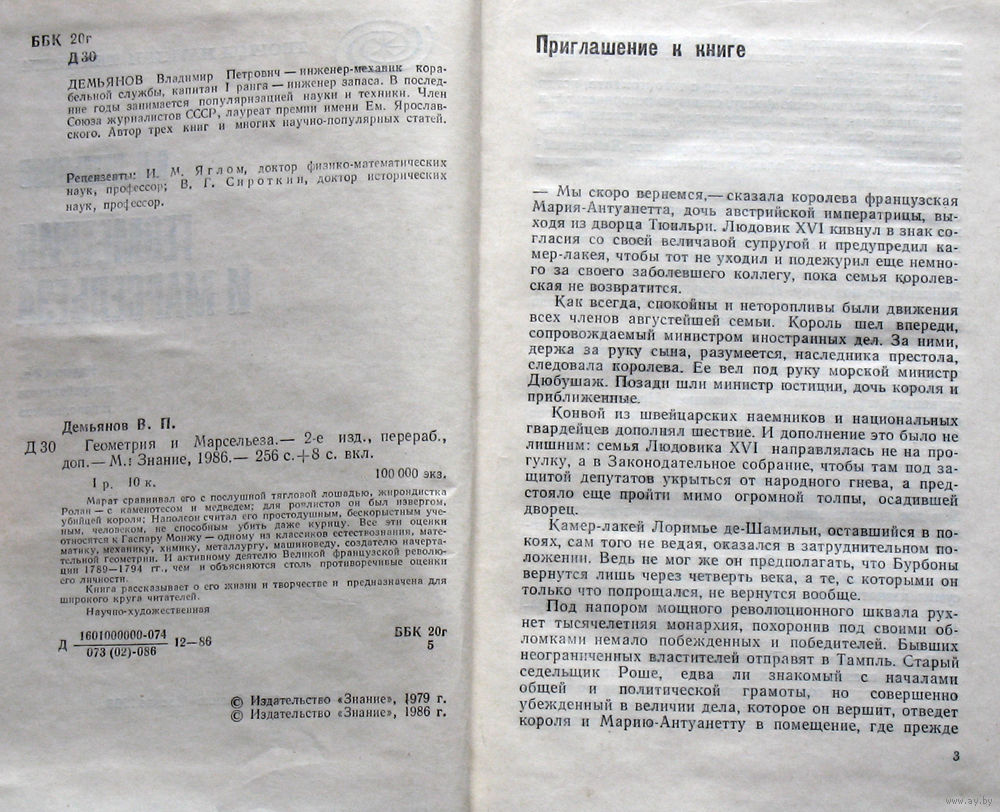 ББК 20г
Д 30
ДЕМЬЯНОВ Владимир Петрович — инженер-механик кора-
бельной службы, капитан I ранга — инженер запаса. В послед-
ние годы занимается популяризацией науки и техники. Член
Союза журналистов СССР, лауреат премии имени Ем. Ярослав-
ского. Автор трех книг и многих научно-популярных статей.
Рецензенты: И. М. Яглом, доктор физико-математических
наук, профессор; В. Г. Сироткин, доктор исторических
наук, профессор.
Демьянов В. П.
Д 30 Геометрия и Марсельеза.— 2-е изд., перераб.,
доп.— М.: Знание, 1986.— 256 с.+8 с. вкл.
1 р. 10 к. 100 000 экз.
Марат сравнивал его с послушной тягловой лошадью, жирондистка
Ролан — с каменотесом и медведем; для роялистов он был извергом,
убийцей короля; Наполеон считал его простодушным, бескорыстным уче-
ным, человеком, не способным убить даже курицу. Все эти оценки
относятся к Гаспару Монжу — одному из классиков естествознания, мате-
матику, механику, химику, металлургу, машиноведу, создателю начерта-
тельной геометрии. И активному деятелю Великой французской револю-
ции 1789—1794 гг., чем и объясняются столь противоречивые оценки
его личности.
Книга рассказывает о его жизни и творчестве и предназначена для
широкого круга читателей.
Научно-художественная
Д 1601000000-074 12—86 ББК 20г
073 (02)-086 5
© Издательство «Знание», 1979 г.
© Издательство «Знание», 1986 г.
Приглашение к книге
— Мы скоро вернемся,— сказала королева французская
Мария-Антуанетта, дочь австрийской императрицы, вы-
ходя из дворца Тюильри. Людовик XVI кивнул в знак со-
гласия со своей величавой супругой и предупредил ка-
мер-лакея, чтобы тот не уходил и подежурил еще немно-
го за своего заболевшего коллегу, пока семья королев-
ская не возвратится.
Как всегда, спокойны и неторопливы были движения
всех членов августейшей семьи. Король шел впереди,
сопровождаемый министром иностранных дел. За ними,
держа за руку сына, разумеется, наследника престола,
следовала королева. Ее вел под руку морской министр
Дюбушаж. Позади шли министр юстиции, дочь короля и
приближенные.
Конвой из швейцарских наемников и национальных
гвардейцев дополнял шествие. И дополнение это было не
лишним: семья Людовика XVI направлялась не на про-
гулку, а в Законодательное собрание, чтобы там под за-
щитой депутатов укрыться от народного гнева, а пред-
стояло еще пройти мимо огромной толпы, осадившей
дворец.
Камер-лакей Лоримье де-Шамильи, оставшийся в по-
коях, сам того не ведая, оказался в затруднительном по-
ложении. Ведь не мог же он предполагать, что Бурбоны
вернутся лишь через четверть века, а те, с которыми он
только что попрощался, не вернутся вообще.
Под напором мощного революционного шквала рух-
нет тысячелетняя монархия, похоронив под своими об-
ломками немало побежденных и победителей. Бывших
неограниченных властителей отправят в Тампль. Старый
седельщик Роше, едва ли знакомый с началами
общей и политической грамоты, но совершенно
убежденный в величии дела, которое он вершит, отведет
короля и Марию-Антуанетту в помещение, где прежде
3
www.ay.by